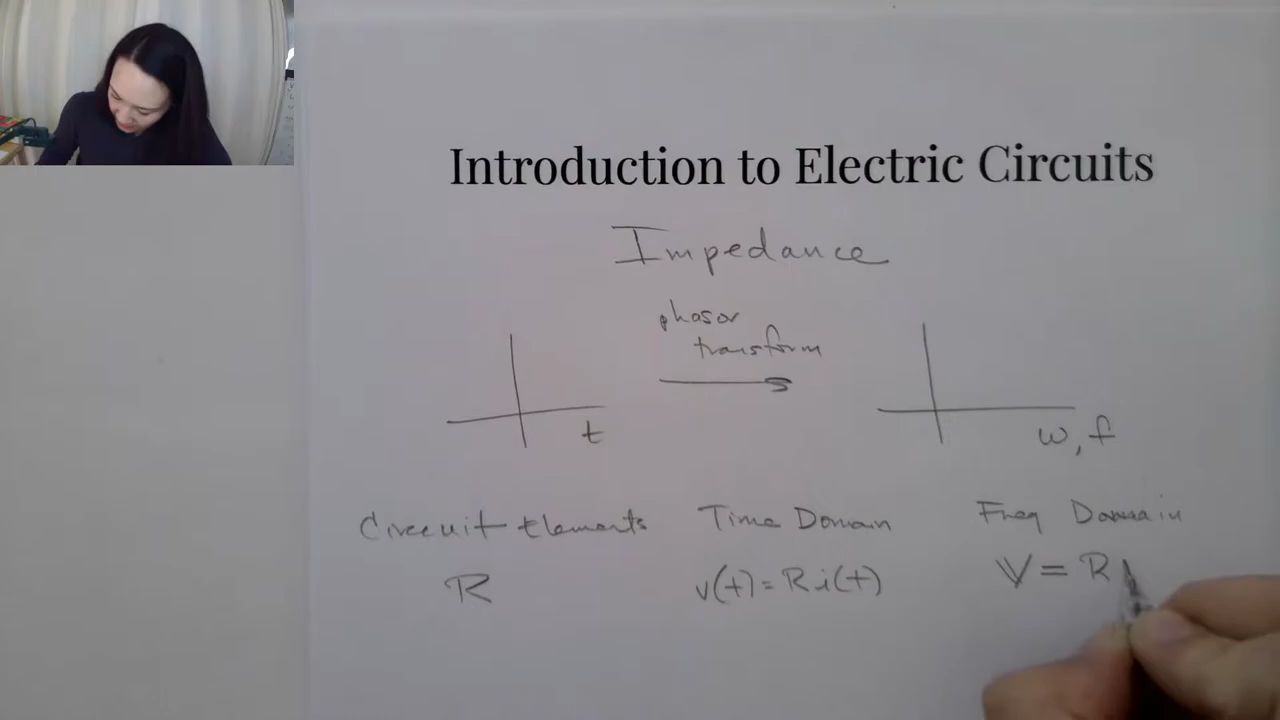 Introduction to Electric Circuits
Impedance
phasor
transform
t
ω, f
Circuit Elements Time Domain Freq Domain
R v(t) = R i(t) V = R